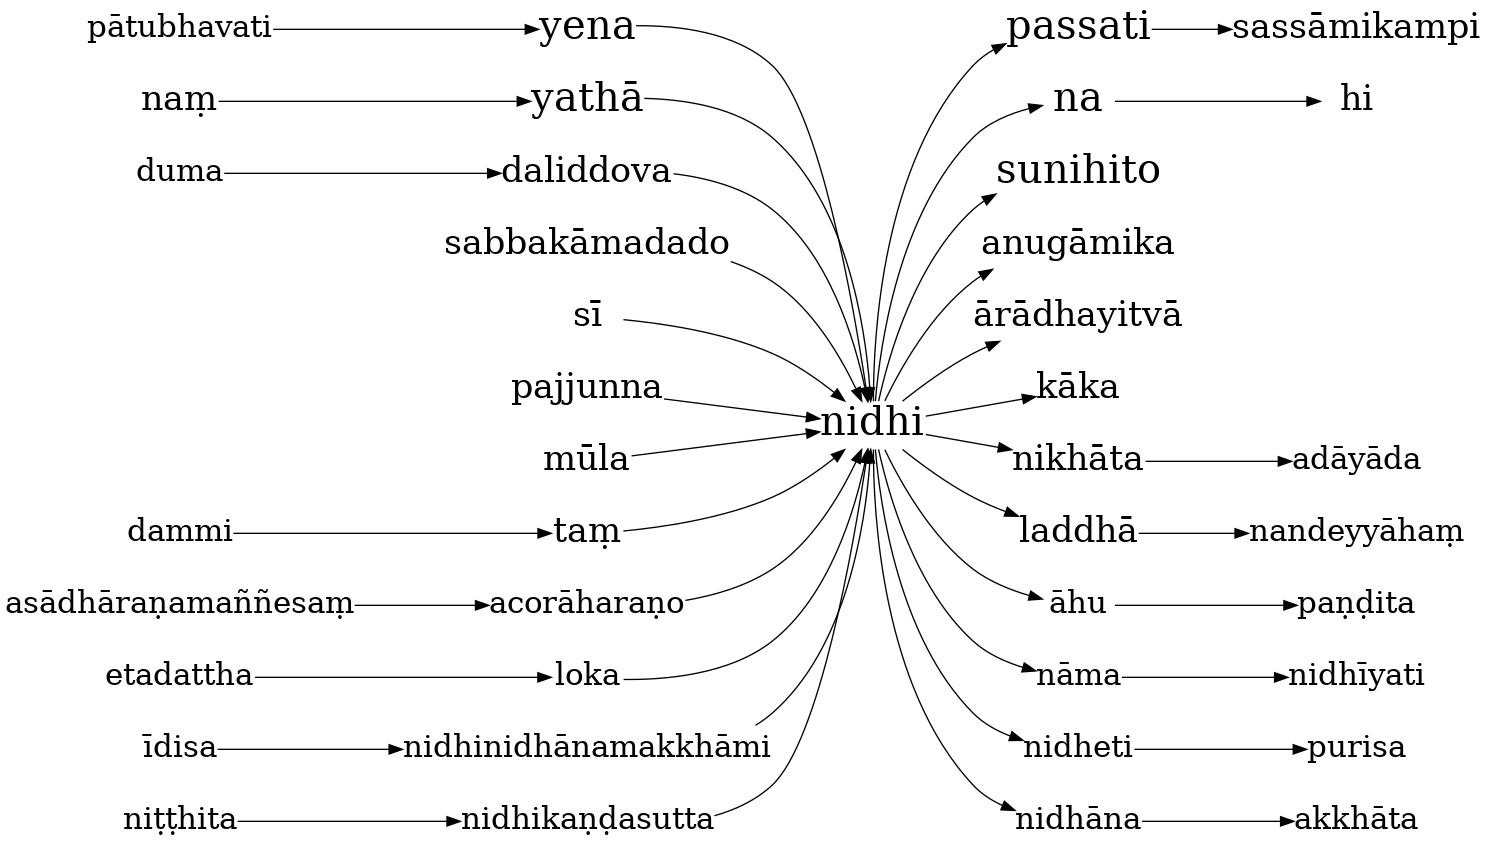 pātubhavati yena passati sassāmikampi
naṃ yathā na hi
duma daliddova sunihito
sabbakāmadado anugāmika
sī ārādhayitvā
pajjunna kāka
nidhi
mūla nikhāta adāyāda
dammi taṃ laddhā nandeyyāhaṃ
asādhāraṇamaññesaṃ acorāharaṇo āhu paṇḍita
etadattha loka nāma nidhīyati
īdisa nidhinidhānamakkhāmi nidheti purisa
niṭṭhita nidhikaṇḍasutta nidhāna akkhāta